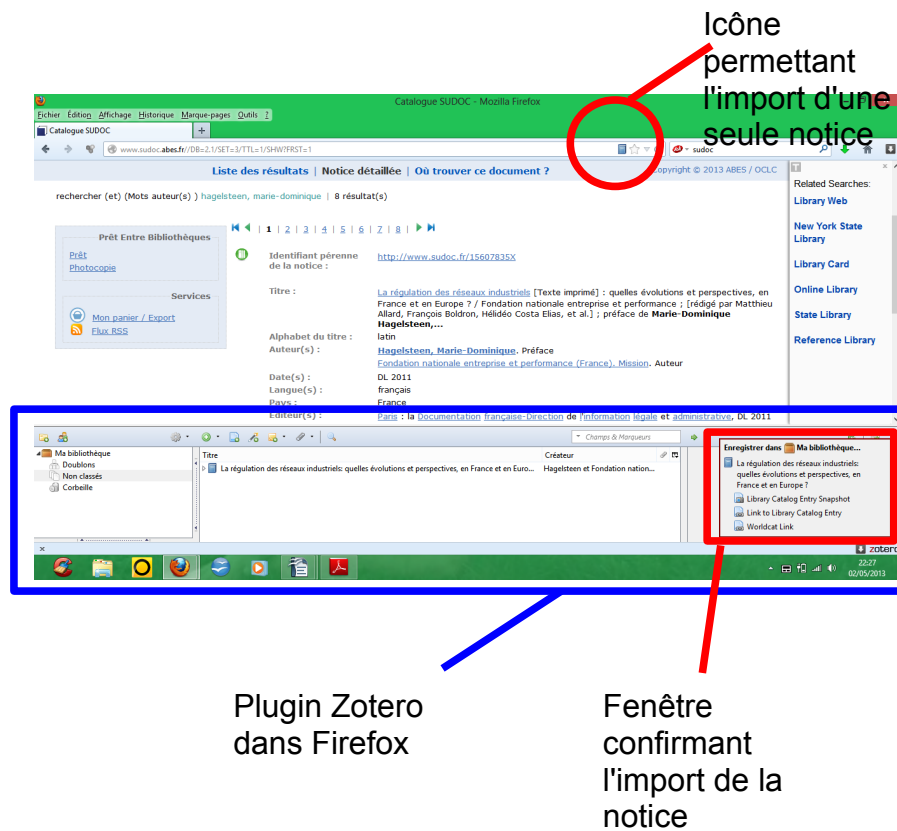 Icône
permettant
l'import d'une
seule notice
Catalogue SUDOC - Mozilla Firefox
Fichier Édition Affichage Historique Marque-pages Outils ?
Catalogue SUDOC
www.sudoc.abes.fr//DB=2.1/SET=3/TTL=1/SHW?FRST=1
sudoc
Liste des résultats | Notice détaillée | Où trouver ce document ?
Copyright © 2013 ABES / OCLC
rechercher (et) (Mots auteur(s) ) hagelsteen, marie-dominique | 8 résultat(s)
| 1 | 2 | 3 | 4 | 5 | 6 | 7 | 8 |
Prêt Entre Bibliothèques
Prêt
Photocopie
Services
Mon panier / Export
Flux RSS
Identifiant pérenne
de la notice :
http://www.sudoc.fr/15607835X
Titre :
La régulation des réseaux industriels [Texte imprimé] : quelles évolutions et perspectives, en
France et en Europe ? / Fondation nationale entreprise et performance ; [rédigé par Matthieu
Allard, François Boldron, Hélidéo Costa Elias, et al.] ; préface de Marie-Dominique
Hagelsteen,...
Alphabet du titre :
latin
Auteur(s) :
Hagelsteen, Marie-Dominique. Préface
Fondation nationale entreprise et performance (France). Mission. Auteur
Date(s) :
DL 2011
Langue(s) :
français
Pays :
France
Editeur(s) :
Paris : la Documentation française-Direction de l'information légale et administrative, DL 2011
Related Searches:
Library Web
New York State
Library
Library Card
Online Library
State Library
Reference Library
Champs & Marqueurs
Ma bibliothèque
Doublons
Non classés
Corbeille
Titre
Créateur
La régulation des réseaux industriels: quelles évolutions et perspectives, en France et en Euro...
Hagelsteen et Fondation nation...
Enregistrer dans Ma bibliothèque...
La régulation des réseaux industriels:
quelles évolutions et perspectives, en
France et en Europe ?
Library Catalog Entry Snapshot
Link to Library Catalog Entry
Worldcat Link
zotero
22:27
02/05/2013
Plugin Zotero
dans Firefox
Fenêtre
confirmant
l'import de la
notice